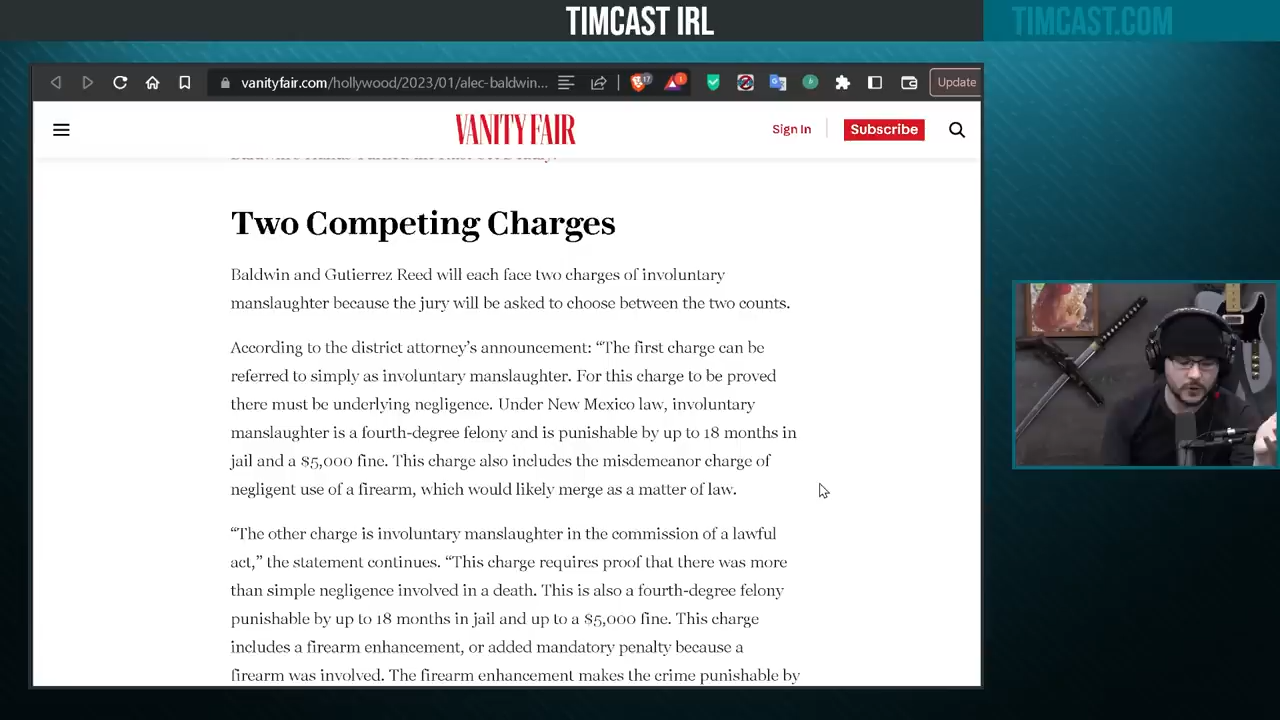 TIMCAST IRL
TIMCAST.COM
vanityfair.com/hollywood/2023/01/alec-baldwin...
17
1
Update
VANITY FAIR
Sign In
Subscribe
Two Competing Charges
Baldwin and Gutierrez Reed will each face two charges of involuntary
manslaughter because the jury will be asked to choose between the two counts.
According to the district attorney’s announcement: “The first charge can be
referred to simply as involuntary manslaughter. For this charge to be proved
there must be underlying negligence. Under New Mexico law, involuntary
manslaughter is a fourth-degree felony and is punishable by up to 18 months in
jail and a $5,000 fine. This charge also includes the misdemeanor charge of
negligent use of a firearm, which would likely merge as a matter of law.
“The other charge is involuntary manslaughter in the commission of a lawful
act,” the statement continues. “This charge requires proof that there was more
than simple negligence involved in a death. This is also a fourth-degree felony
punishable by up to 18 months in jail and up to a $5,000 fine. This charge
includes a firearm enhancement, or added mandatory penalty because a
firearm was involved. The firearm enhancement makes the crime punishable by